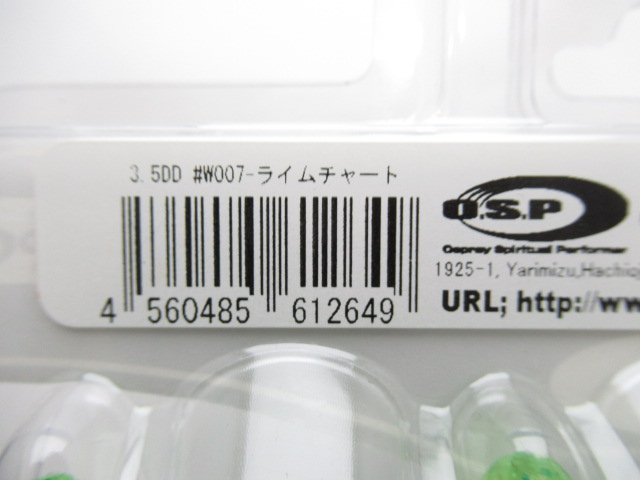 3.5DD #W007-ライムチャート
4 560485 612649
O.S.P
Osprey Spiritual Performer
1925-1, Yarimizu,Hachioj
URL; http://ww